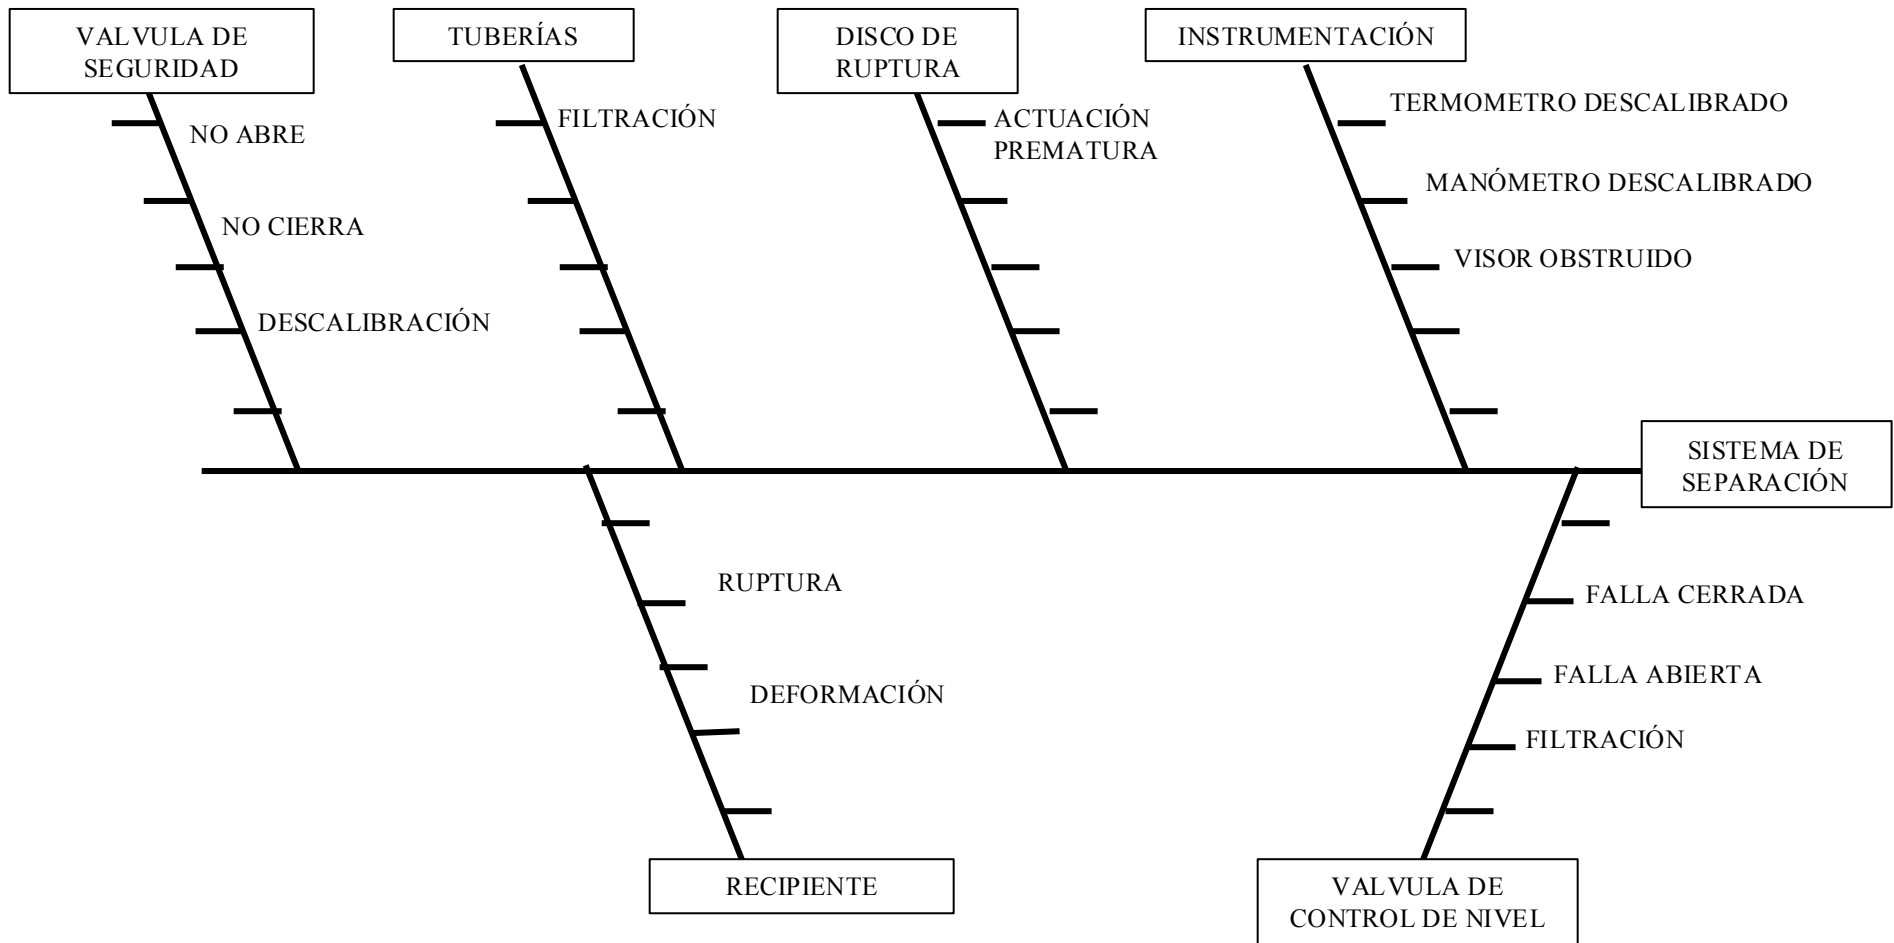 VALVULA DE
SEGURIDAD
TUBERÍAS
DISCO DE
RUPTURA
INSTRUMENTACIÓN
NO ABRE
NO CIERRA
DESCALIBRACIÓN
FILTRACIÓN
ACTUACIÓN
PREMATURA
TERMOMETRO DESCALIBRADO
MANÓMETRO DESCALIBRADO
VISOR OBSTRUIDO
SISTEMA DE
SEPARACIÓN
RUPTURA
DEFORMACIÓN
FALLA CERRADA
FALLA ABIERTA
FILTRACIÓN
RECIPIENTE
VALVULA DE
CONTROL DE NIVEL